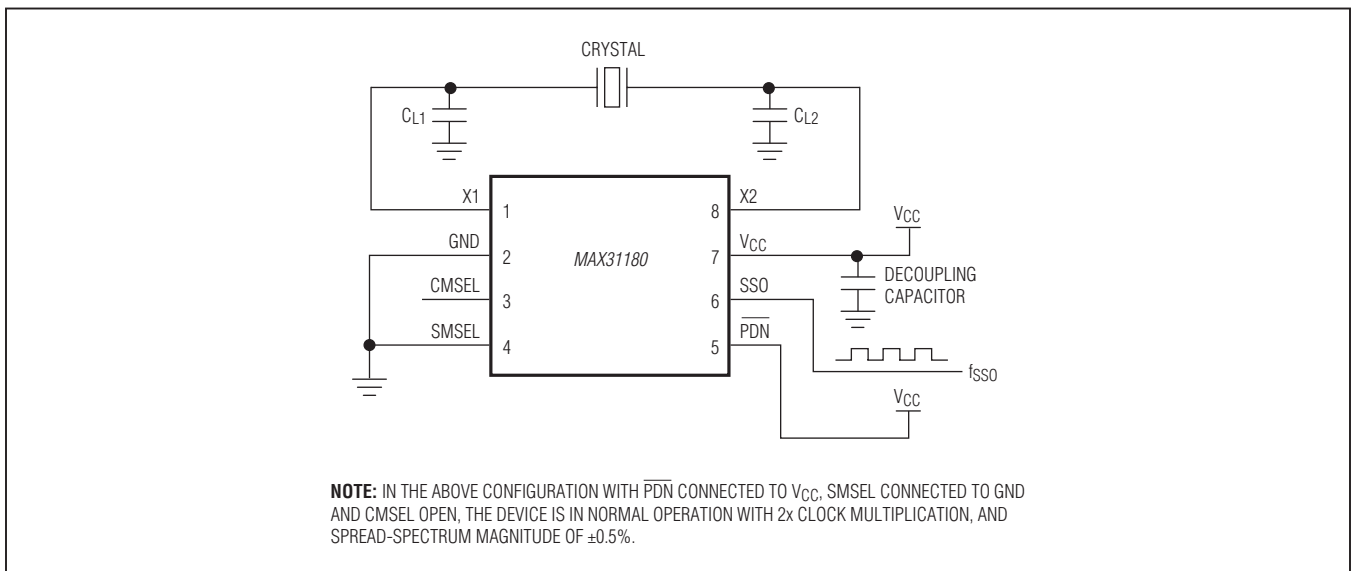 CRYSTAL
CL1
CL2
X1
X2
1
8
VCC
GND
VCC
2
7
MAX31180
DECOUPLING
CAPACITOR
CMSEL
SSO
3
6
SMSEL
PDN
4
5
fSSO
VCC
NOTE: IN THE ABOVE CONFIGURATION WITH PDN CONNECTED TO VCC, SMSEL CONNECTED TO GND
AND CMSEL OPEN, THE DEVICE IS IN NORMAL OPERATION WITH 2x CLOCK MULTIPLICATION, AND
SPREAD-SPECTRUM MAGNITUDE OF ±0.5%.